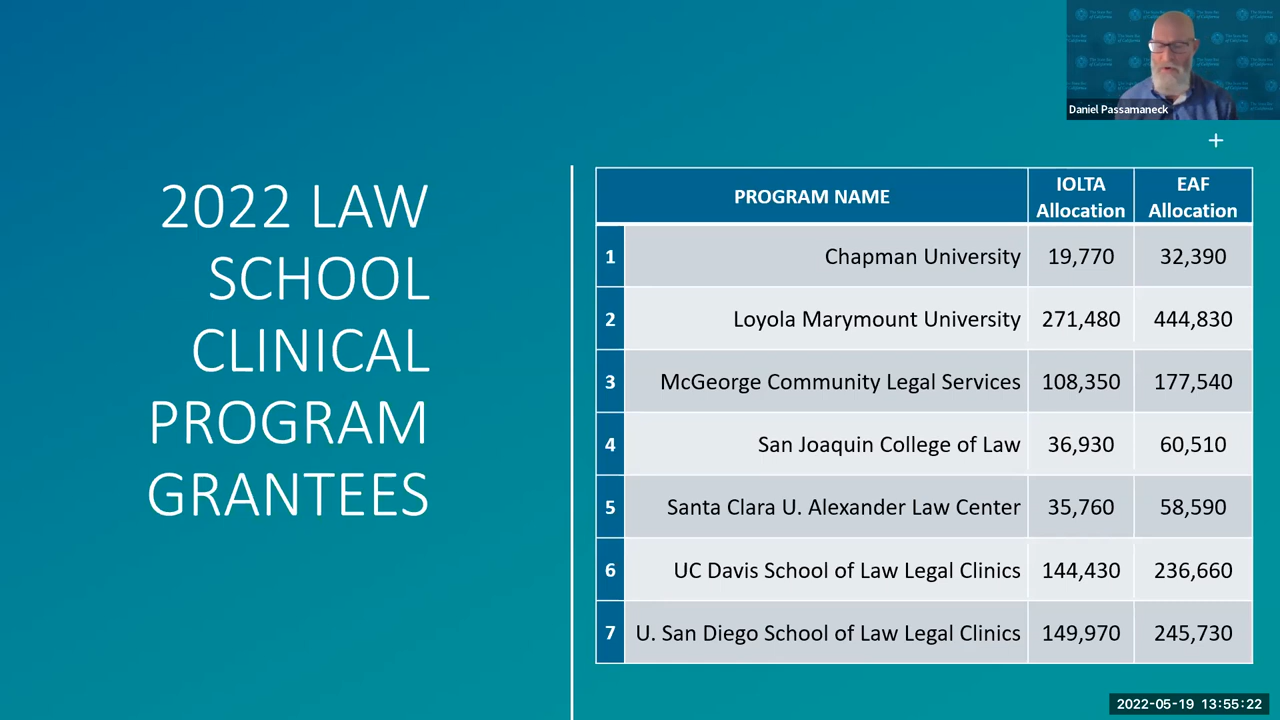 Daniel Passamaneck
2022 LAW
SCHOOL
CLINICAL
PROGRAM
GRANTEES
PROGRAM NAME IOLTA Allocation EAF Allocation
1 Chapman University 19,770 32,390
2 Loyola Marymount University 271,480 444,830
3 McGeorge Community Legal Services 108,350 177,540
4 San Joaquin College of Law 36,930 60,510
5 Santa Clara U. Alexander Law Center 35,760 58,590
6 UC Davis School of Law Legal Clinics 144,430 236,660
7 U. San Diego School of Law Legal Clinics 149,970 245,730
2022-05-19 13:55:22